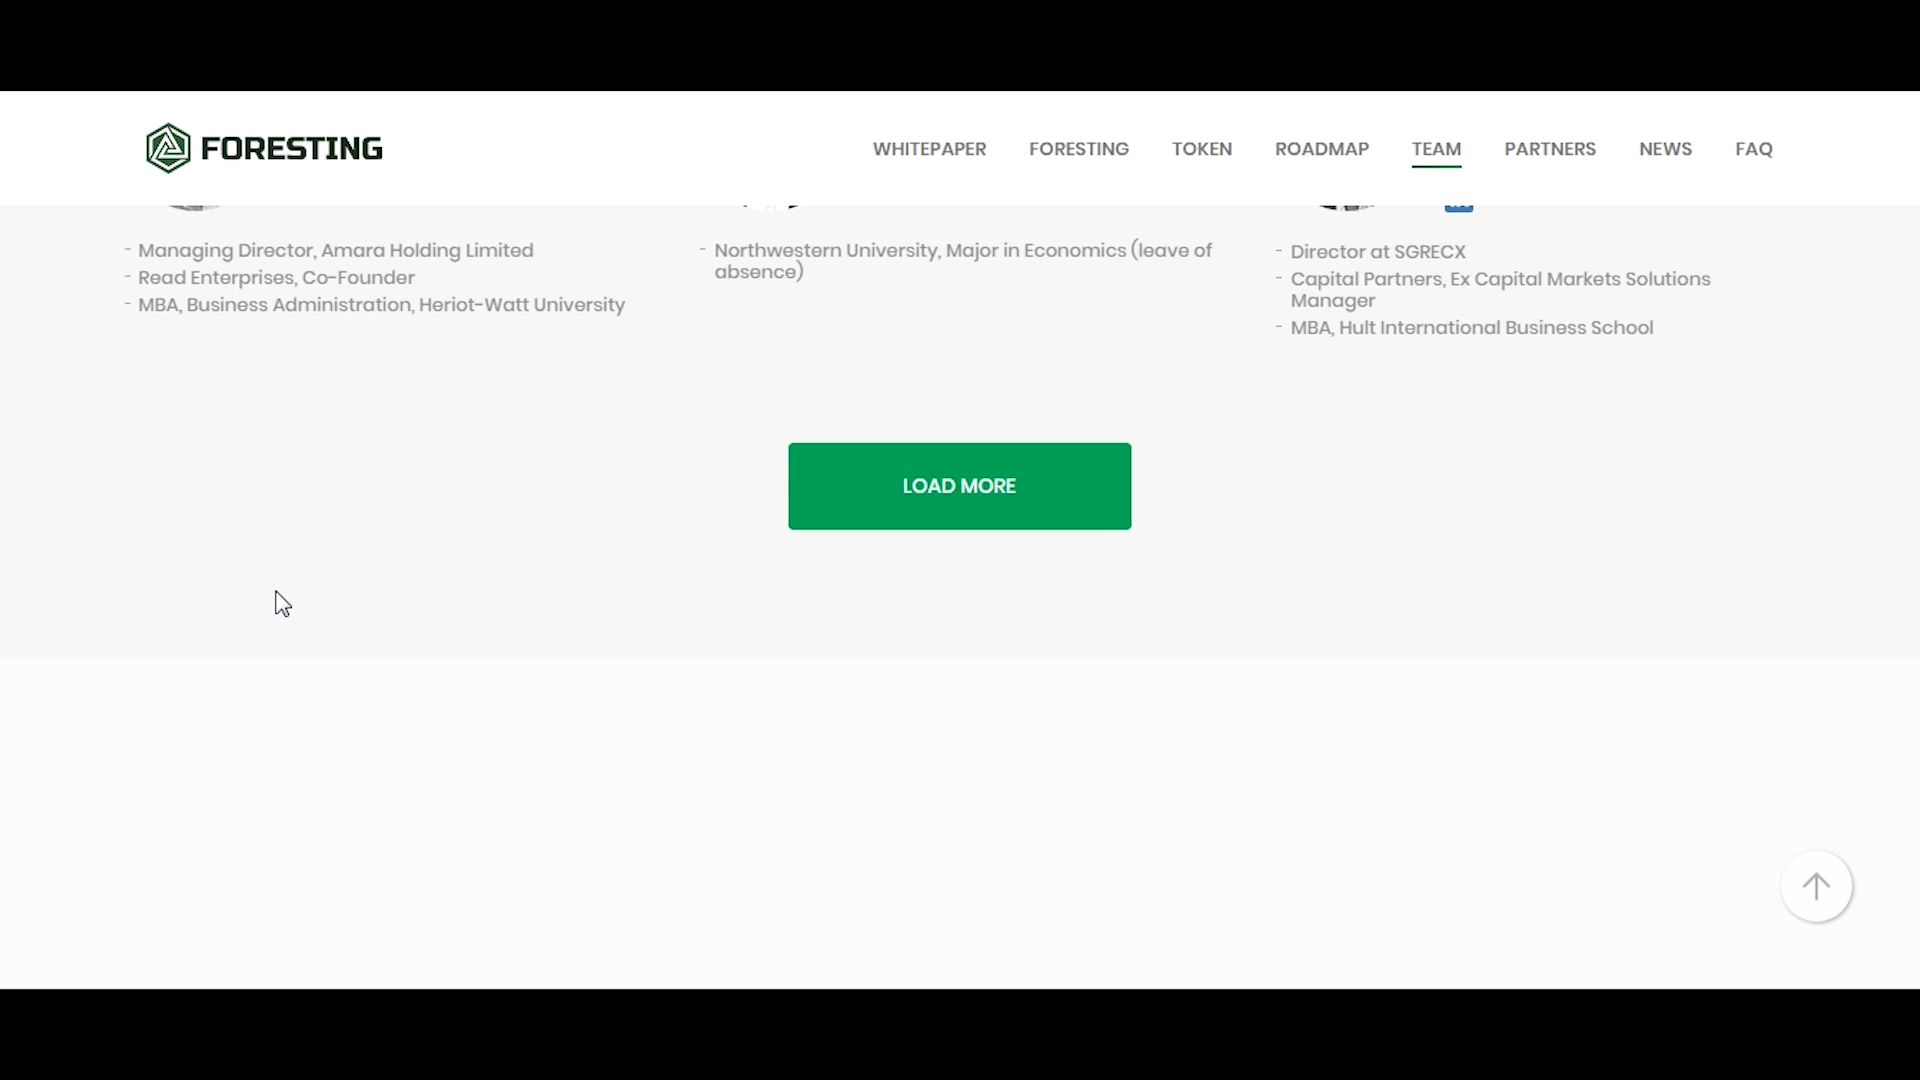 FORESTING
WHITEPAPER
FORESTING
TOKEN
ROADMAP
TEAM
PARTNERS
NEWS
FAQ
- Managing Director, Amara Holding Limited
- Read Enterprises, Co-Founder
- MBA, Business Administration, Heriot-Watt University
- Northwestern University, Major in Economics (leave of
absence)
- Director at SGRECX
- Capital Partners, Ex Capital Markets Solutions
Manager
- MBA, Hult International Business School
LOAD MORE